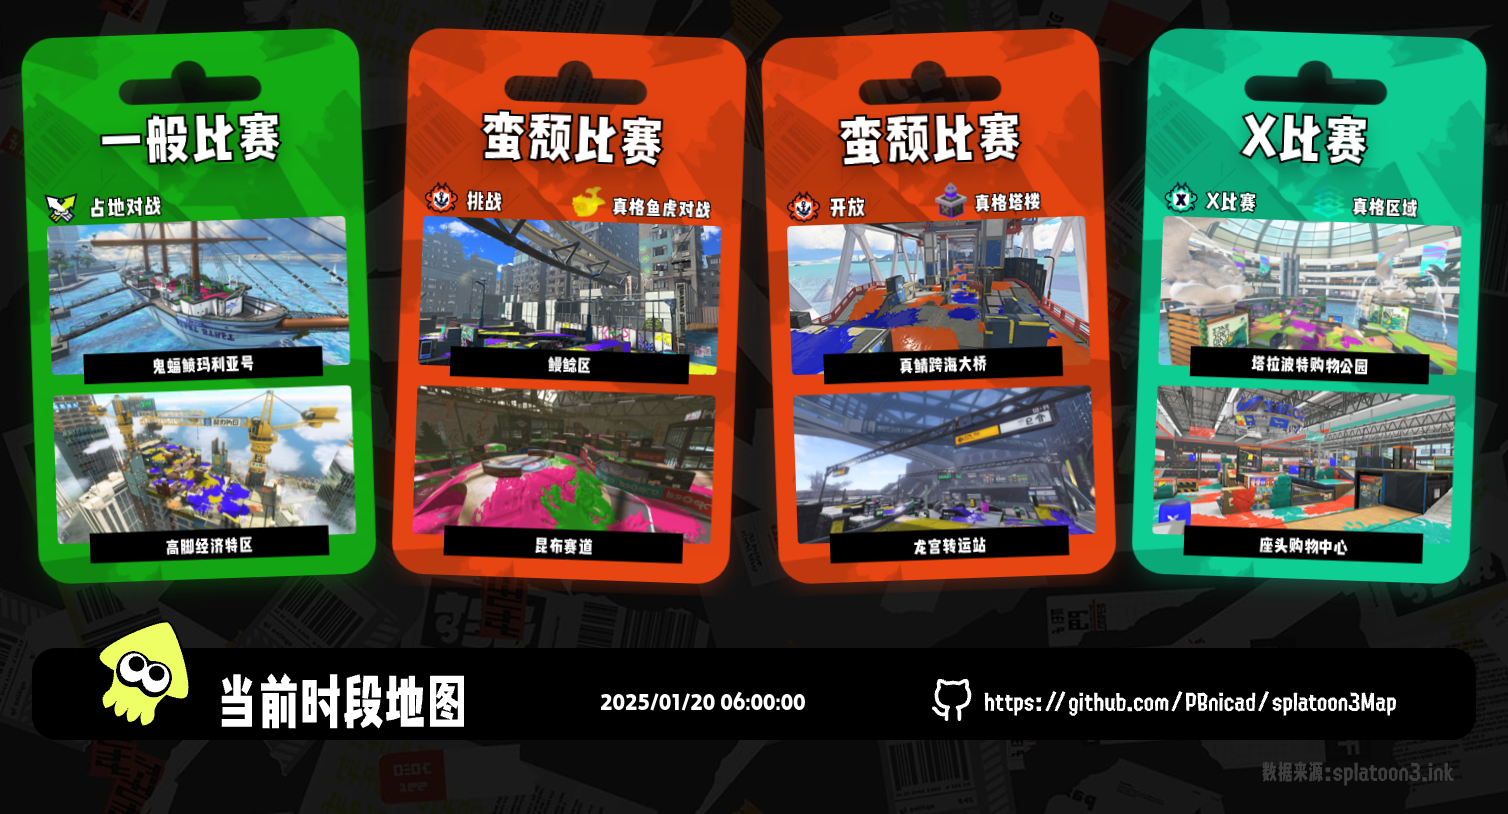 一般比赛
占地对战
鬼蝠鲼玛利亚号
高脚经济特区
蛮颓比赛
挑战
真格鱼虎对战
鳗鲶区
昆布赛道
蛮颓比赛
开放
真格塔楼
真鲷跨海大桥
龙宫转运站
X比赛
X比赛
真格区域
塔拉波特购物公园
座头购物中心
当前时段地图
2025/01/20 06:00:00
https://github.com/PBnicad/splatoon3Map
数据来源:splatoon3.ink